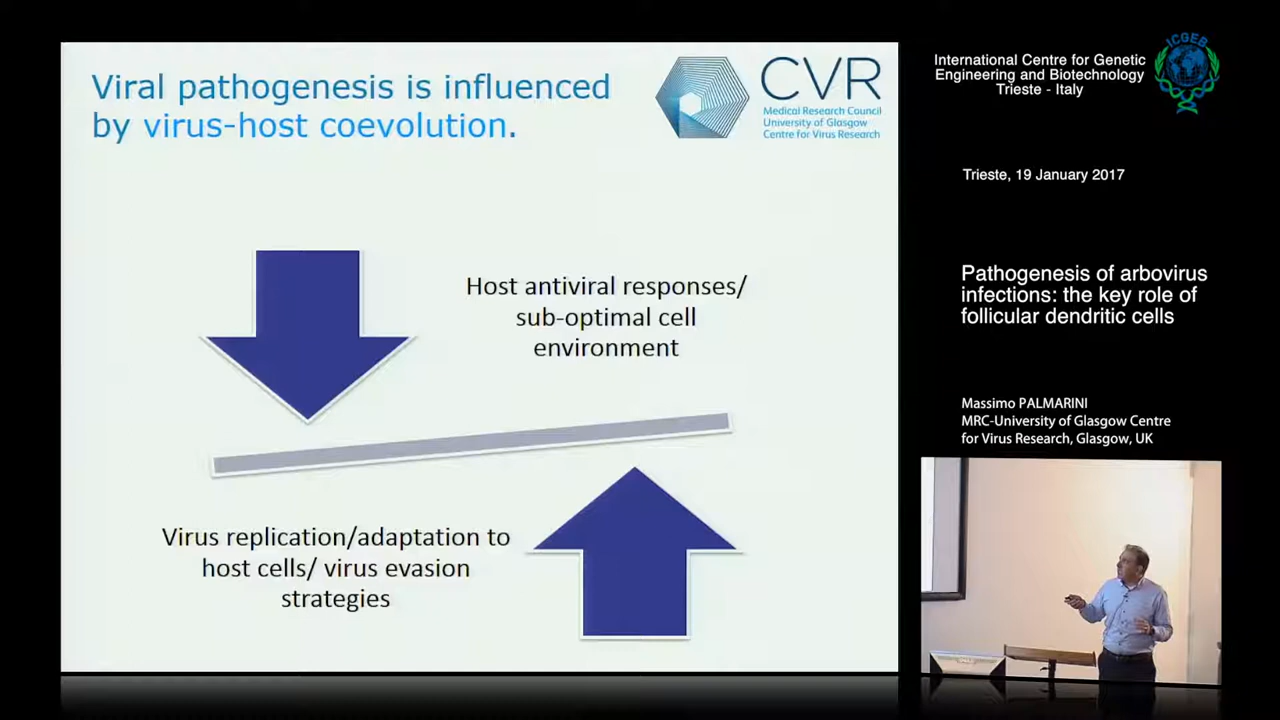 Viral pathogenesis is influenced
by virus-host coevolution.
CVR
Medical Research Council
University of Glasgow
Centre for Virus Research
Host antiviral responses/
sub-optimal cell
environment
Virus replication/adaptation to
host cells/ virus evasion
strategies
International Centre for Genetic
Engineering and Biotechnology
Trieste - Italy
ICGEB
Trieste, 19 January 2017
Pathogenesis of arbovirus
infections: the key role of
follicular dendritic cells
Massimo PALMARINI
MRC-University of Glasgow Centre
for Virus Research, Glasgow, UK